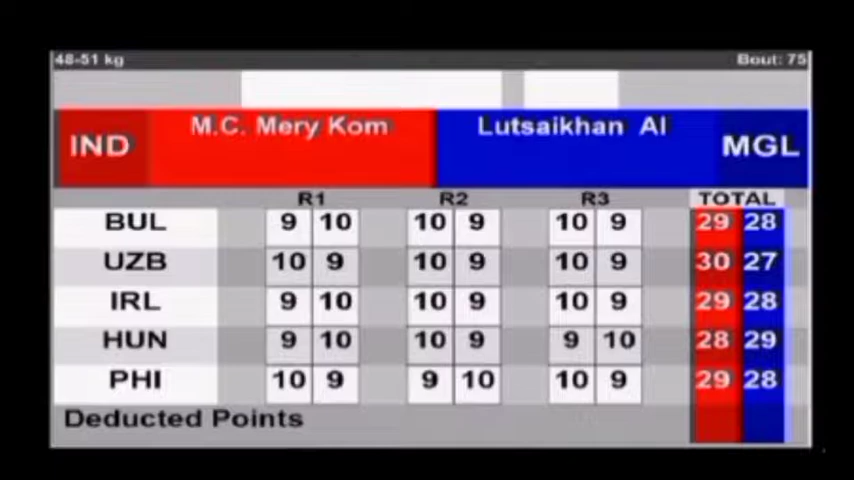 48-51 kg Bout: 75
IND M.C. Mery Kom Lutsaikhan Al MGL
R1 R2 R3 TOTAL
BUL 9 10 10 9 10 9 29 28
UZB 10 9 10 9 10 9 30 27
IRL 9 10 10 9 10 9 29 28
HUN 9 10 10 9 9 10 28 29
PHI 10 9 9 10 10 9 29 28
Deducted Points